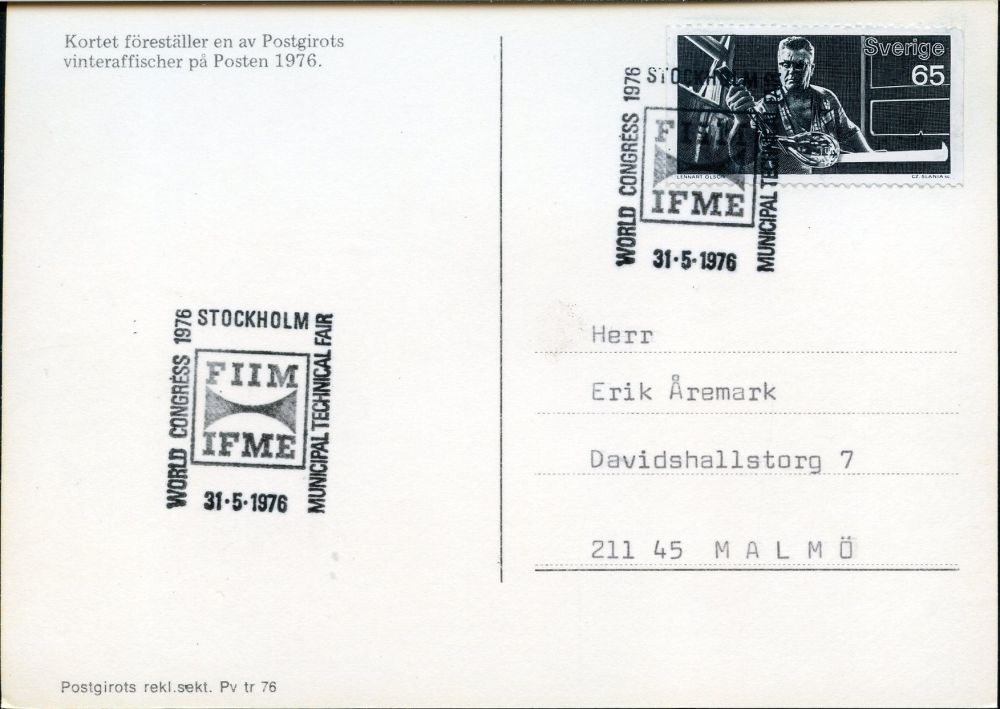 Kortet föreställer en av Postgirots
vinteraffischer på Posten 1976.
Sverige
65
LENNART OLSON
CZ. SLANIA SC
WORLD CONGRESS 1976
STOCKHOLM
MUNICIPAL TECHNICAL
FIIM
IFME
31·5·1976
WORLD CONGRESS 1976
STOCKHOLM
MUNICIPAL TECHNICAL FAIR
FIIM
IFME
31·5·1976
Herr
Erik Åremark
Davidshallstorg 7
211 45 M A L M Ö
Postgirots rekl.sekt. Pv tr 76